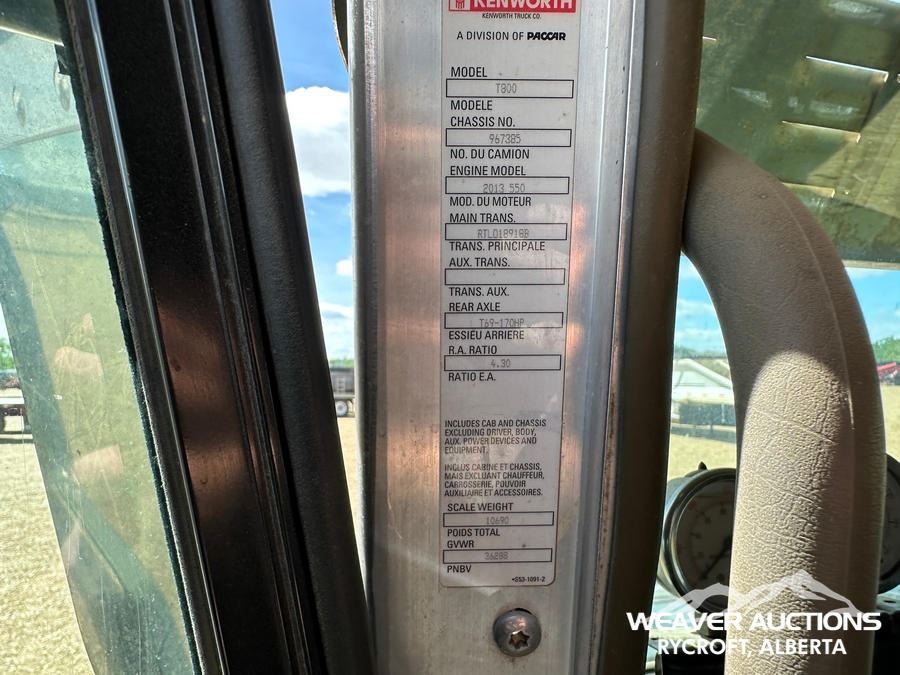 KENWORTH
KENWORTH TRUCK CO.
A DIVISION OF PACCAR
MODEL
T800
MODELE
CHASSIS NO.
967385
NO. DU CAMION
ENGINE MODEL
2013 550
MOD. DU MOTEUR
MAIN TRANS.
RTLO18918B
TRANS. PRINCIPALE
AUX. TRANS.
TRANS. AUX.
REAR AXLE
T69-170HP
ESSIEU ARRIERE
R.A. RATIO
4.30
RATIO E.A.
INCLUDES CAB AND CHASSIS
EXCLUDING DRIVER, BODY,
AUX. POWER DEVICES AND
EQUIPMENT.
INCLUS CABINE ET CHASSIS,
MAIS EXCLUANT CHAUFFEUR,
CARROSSERIE, POUVOIR
AUXILIAIRE ET ACCESSOIRES.
SCALE WEIGHT
10690
POIDS TOTAL
GVWR
36288
PNBV
•S53-1091-2
WEAVER AUCTIONS
RYCROFT, ALBERTA